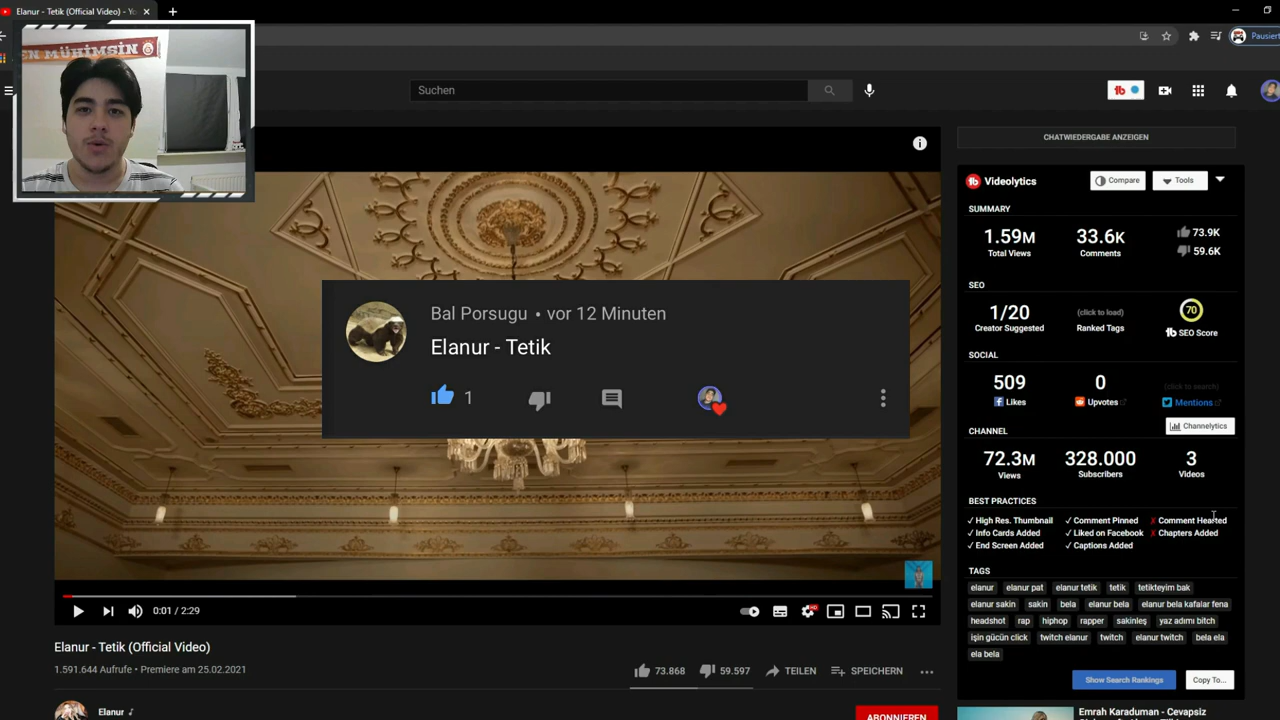 Elanur - Tetik (Official Video) - Yo
Pausiert
EN MÜHİMSİN
Suchen
CHATWIEDERGABE ANZEIGEN
Videolytics
Compare
Tools
SUMMARY
1.59M
Total Views
33.6K
Comments
73.9K
59.6K
SEO
1/20
Creator Suggested
(click to load)
Ranked Tags
70
SEO Score
SOCIAL
509
Likes
0
Upvotes
(click to search)
Mentions
CHANNEL
Channelytics
72.3M
Views
328.000
Subscribers
3
Videos
BEST PRACTICES
✓ High Res. Thumbnail ✓ Comment Pinned ✗ Comment Hearted
✓ Info Cards Added ✓ Liked on Facebook ✗ Chapters Added
✓ End Screen Added ✓ Captions Added
TAGS
elanur elanur pat elanur tetik tetik tetikteyim bak
elanur sakin sakin bela elanur bela elanur bela kafalar fena
headshot rap hiphop rapper sakinleş yaz adımı bitch
işin gücün click twitch elanur twitch elanur twitch bela ela
ela bela
Show Search Rankings
Copy To...
Bal Porsugu • vor 12 Minuten
Elanur - Tetik
1
0:01 / 2:29
HD
Elanur - Tetik (Official Video)
1.591.644 Aufrufe • Premiere am 25.02.2021
73.868
59.597
TEILEN
SPEICHERN
Elanur
ABONNIEREN
Emrah Karaduman - Cevapsız